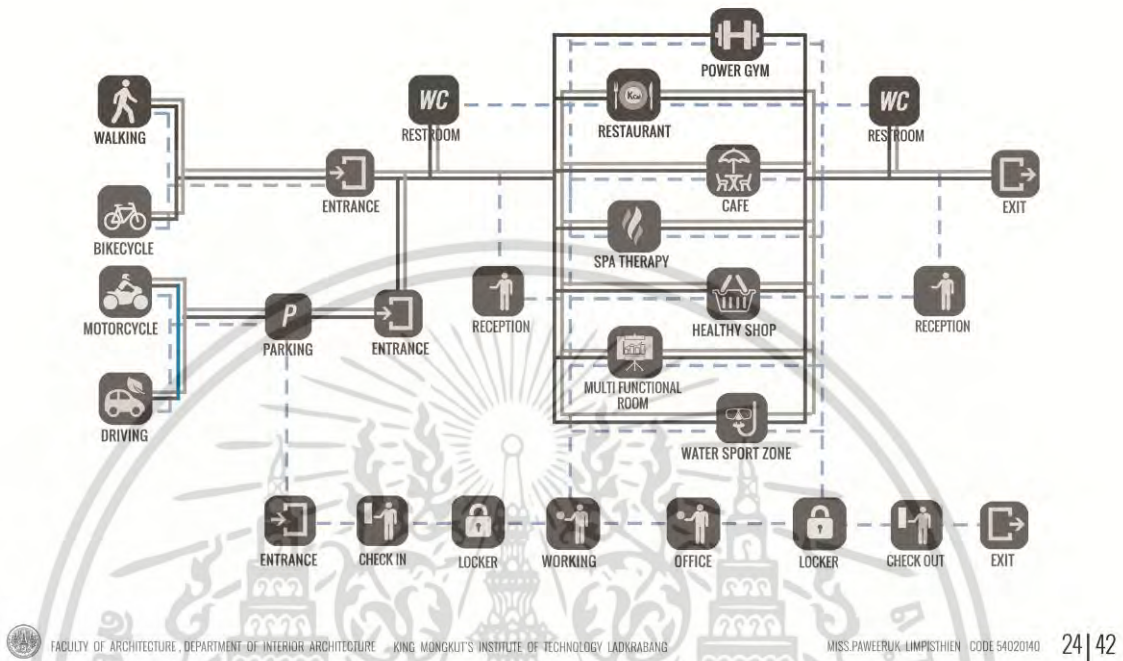 POWER GYM
WALKING
WC
RESTROOM
Kcal
RESTAURANT
WC
RESTROOM
ENTRANCE
CAFE
EXIT
BIKECYCLE
SPA THERAPY
MOTORCYCLE
P
PARKING
ENTRANCE
RECEPTION
HEALTHY SHOP
RECEPTION
MULTI FUNCTIONAL
ROOM
DRIVING
WATER SPORT ZONE
ENTRANCE
CHECK IN
LOCKER
WORKING
OFFICE
LOCKER
CHECK OUT
EXIT
FACULTY OF ARCHITECTURE , DEPARTMENT OF INTERIOR ARCHITECTURE KING MONGKUT'S INSTITUTE OF TECHNOLOGY LADKRABANG
MISS.PAWEERUK LIMPISTHIEN CODE 54020140
24|42